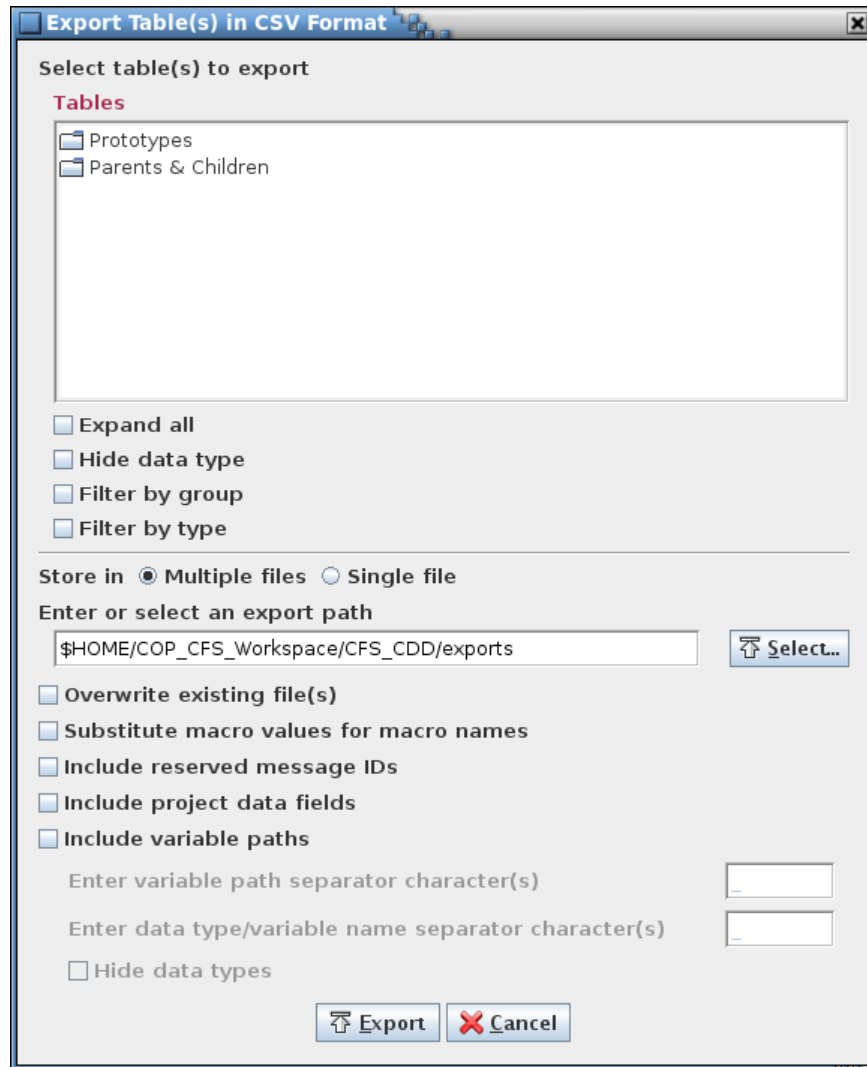 Export Table(s) in CSV Format
Select table(s) to export
Tables
Prototypes
Parents & Children
Expand all
Hide data type
Filter by group
Filter by type
Store in Multiple files Single file
Enter or select an export path
$HOME/COP_CFS_Workspace/CFS_CDD/exports Select...
Overwrite existing file(s)
Substitute macro values for macro names
Include reserved message IDs
Include project data fields
Include variable paths
Enter variable path separator character(s) _
Enter data type/variable name separator character(s) _
Hide data types
Export Cancel